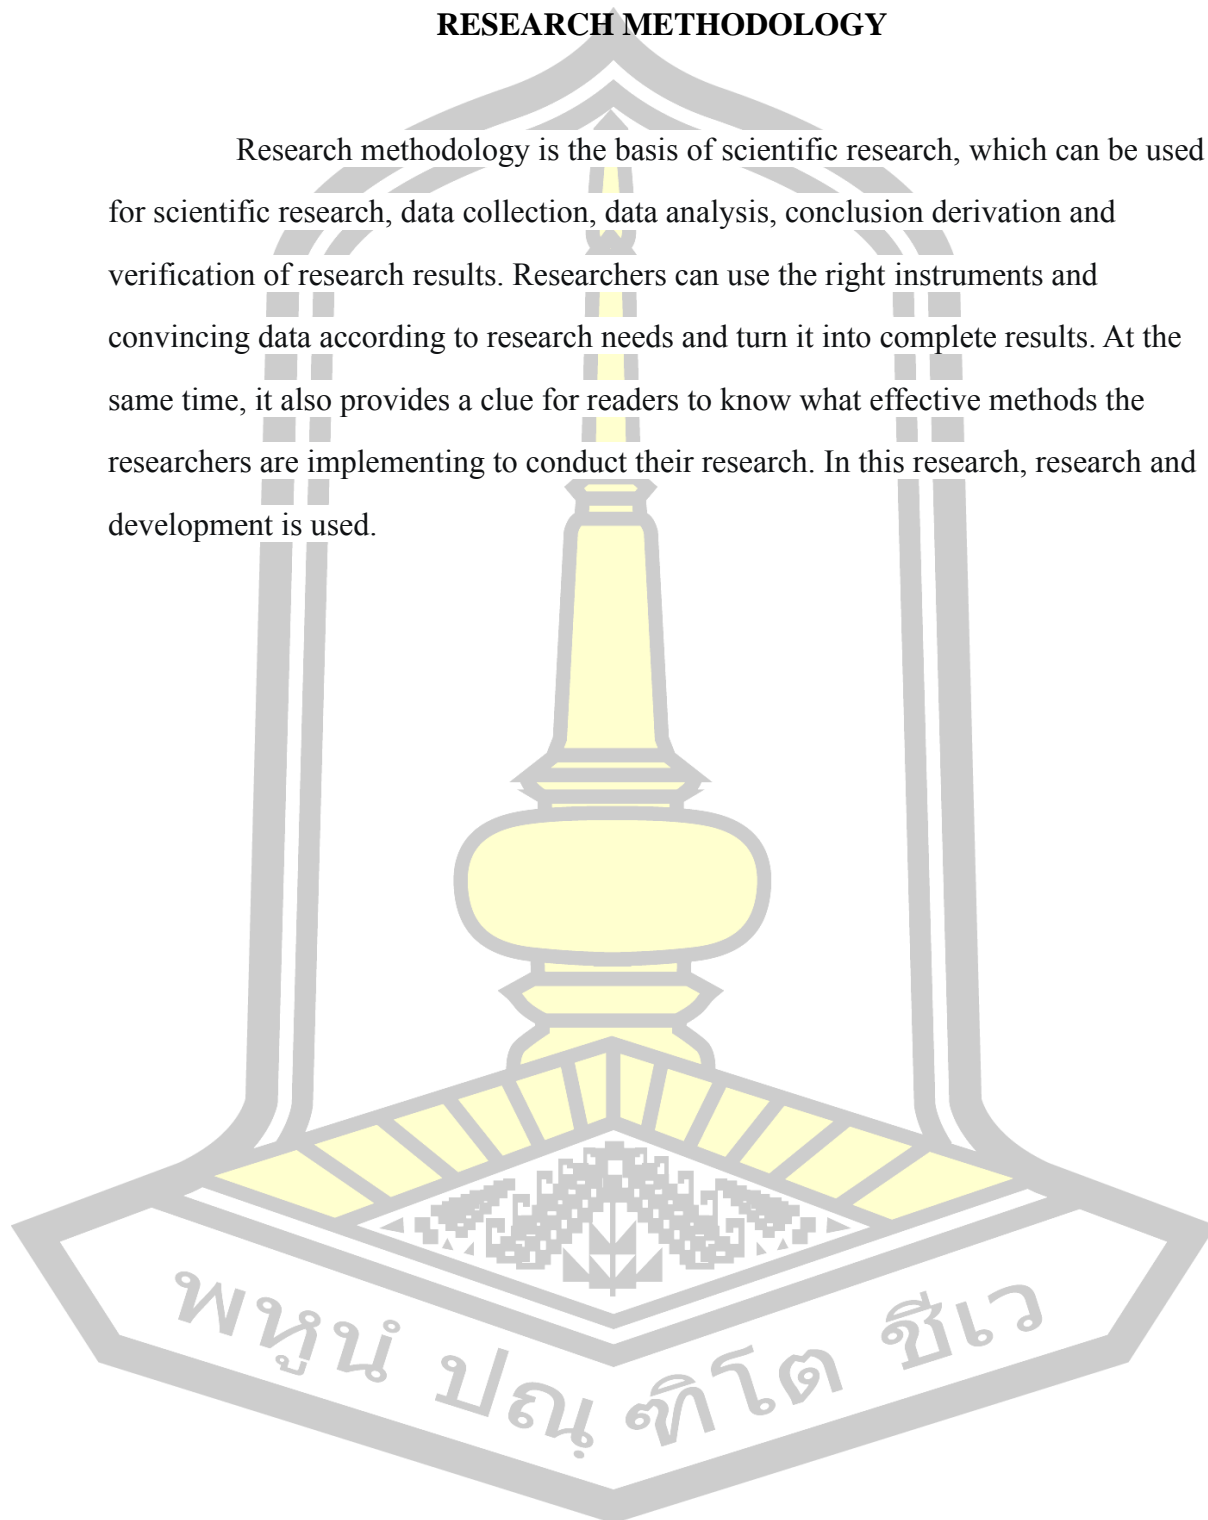 RESEARCH METHODOLOGY
Research methodology is the basis of scientific research, which can be used
for scientific research, data collection, data analysis, conclusion derivation and
verification of research results. Researchers can use the right instruments and
convincing data according to research needs and turn it into complete results. At the
same time, it also provides a clue for readers to know what effective methods the
researchers are implementing to conduct their research. In this research, research and
development is used.
พหูนํ ปณฺฑิโต ชีเว